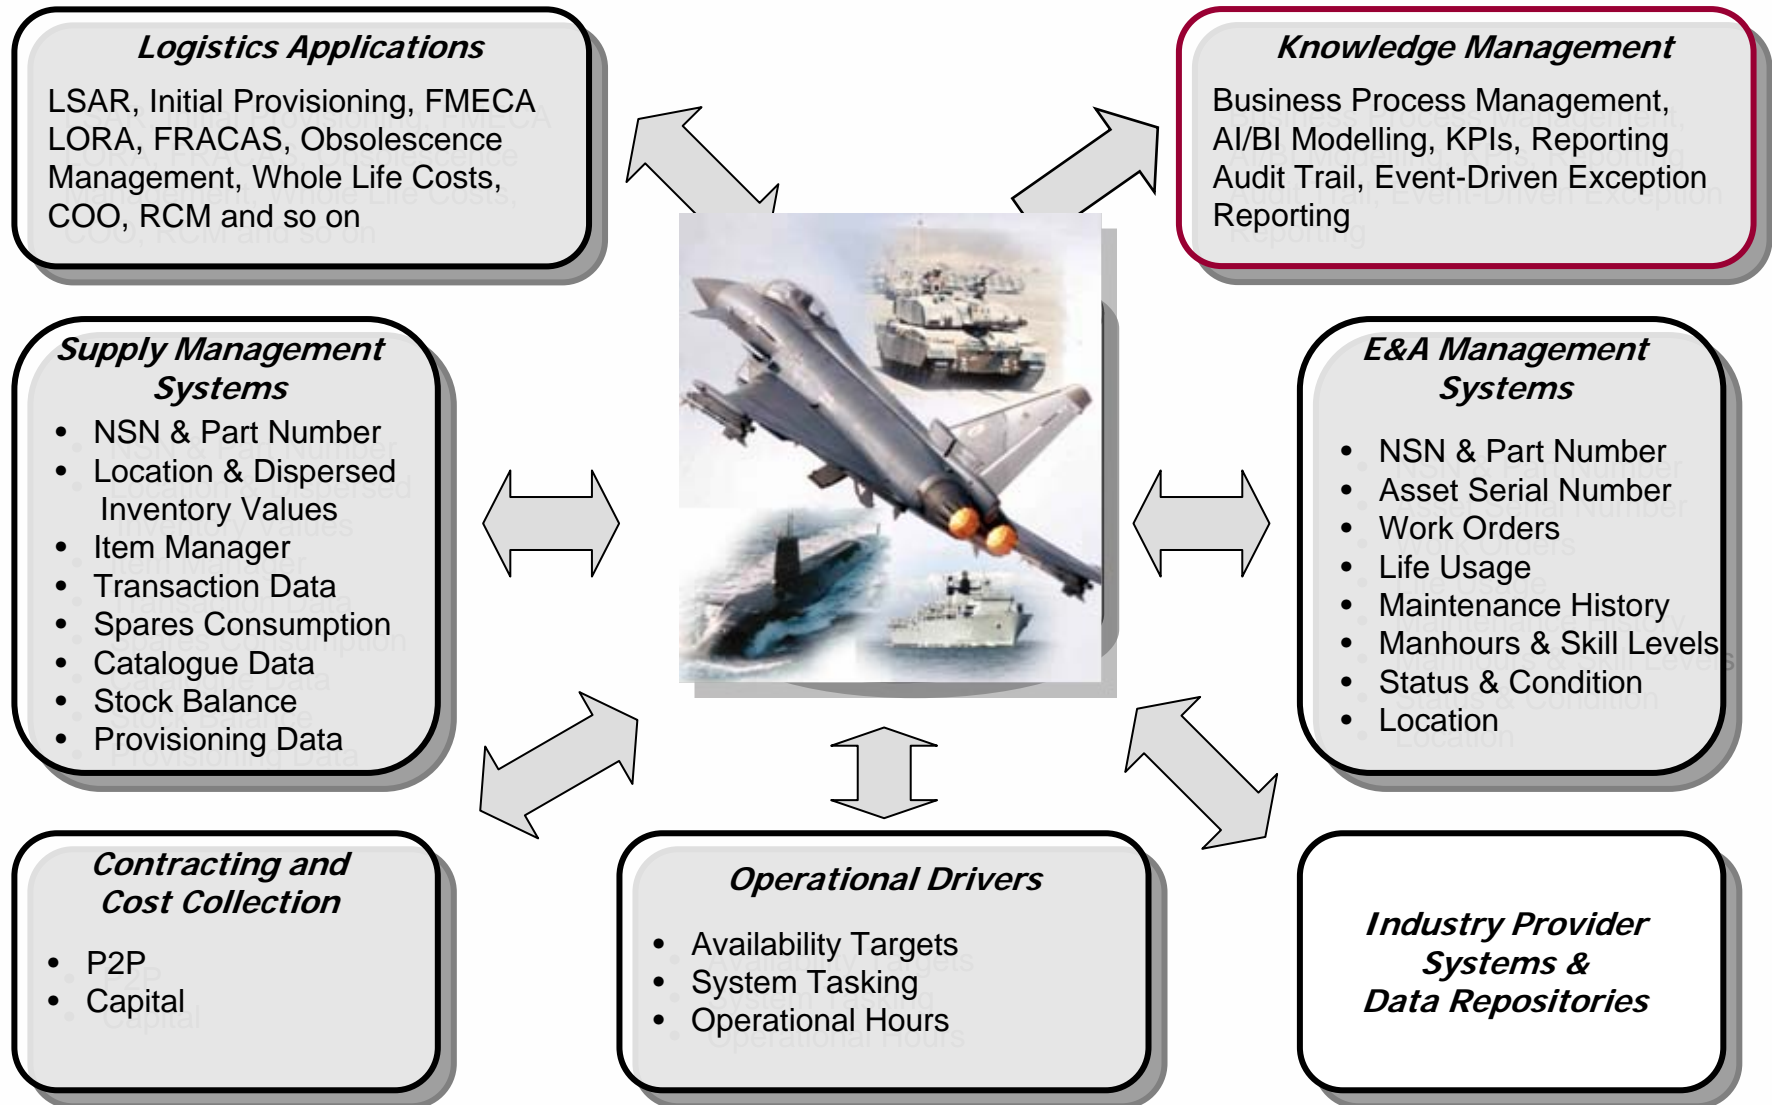 Logistics Applications
LSAR, Initial Provisioning, FMECA
LORA, FRACAS, Obsolescence
Management, Whole Life Costs,
COO, RCM and so on
Knowledge Management
Business Process Management,
AI/BI Modelling, KPIs, Reporting
Audit Trail, Event-Driven Exception
Reporting
Supply Management
Systems
• NSN & Part Number
• Location & Dispersed
Inventory Values
• Item Manager
• Transaction Data
• Spares Consumption
• Catalogue Data
• Stock Balance
• Provisioning Data
E&A Management
Systems
• NSN & Part Number
• Asset Serial Number
• Work Orders
• Life Usage
• Maintenance History
• Manhours & Skill Levels
• Status & Condition
• Location
Contracting and
Cost Collection
• P2P
• Capital
Operational Drivers
• Availability Targets
• System Tasking
• Operational Hours
Industry Provider
Systems &
Data Repositories